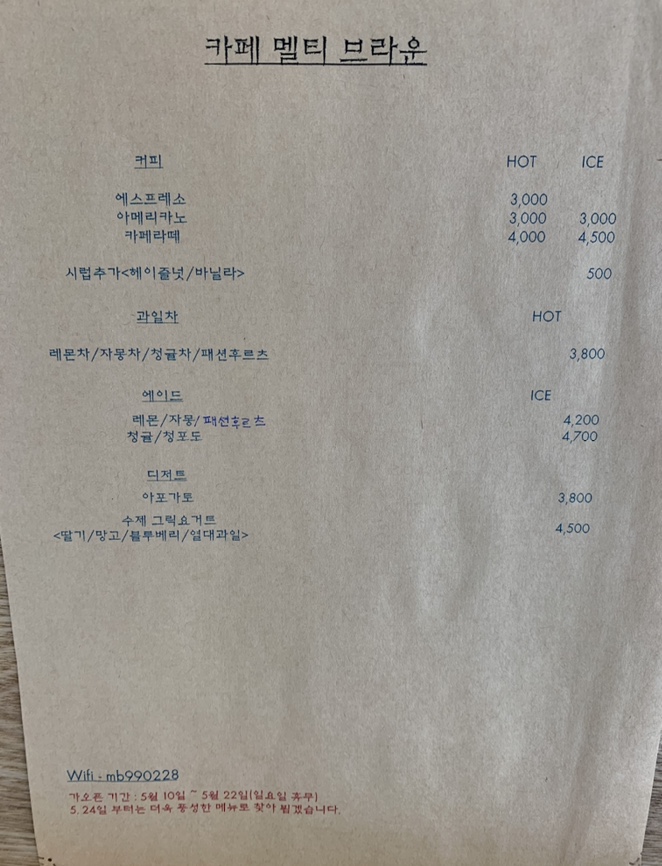 카페 멜티 브라운
커피 HOT ICE
에스프레소 3,000
아메리카노 3,000 3,000
카페라떼 4,000 4,500
시럽추가<헤이즐넛/바닐라> 500
과일차 HOT
레몬차/자몽차/청귤차/패션후르츠 3,800
에이드 ICE
레몬/자몽/패션후르츠 4,200
청귤/청포도 4,700
디저트
아포가토 3,800
수제 그릭요거트
<딸기/망고/블루베리/열대과일> 4,500
Wifi - mb990228
가오픈 기간 : 5월 10일 ~ 5월 22일(일요일 휴무)
5.24일 부터는 더욱 풍성한 메뉴로 찾아 뵙겠습니다.